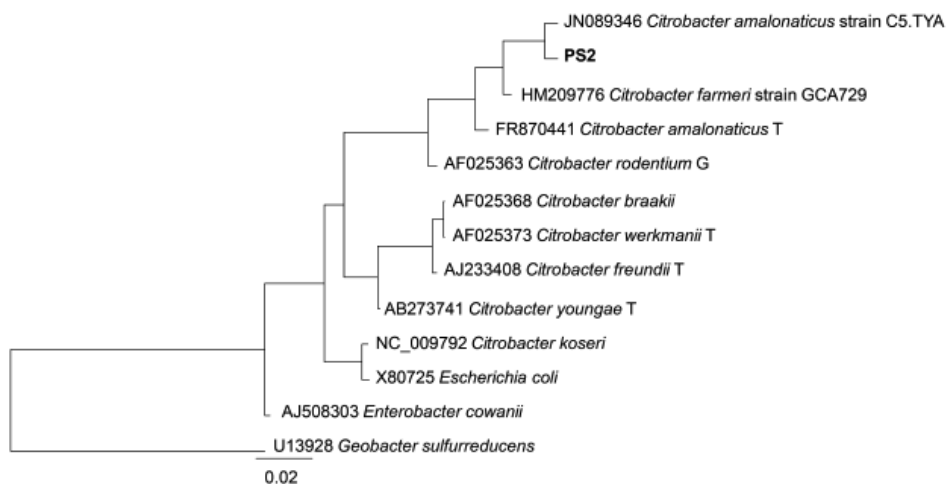 JN089346 Citrobacter amalonaticus strain C5.TYA
PS2
HM209776 Citrobacter farmeri strain GCA729
FR870441 Citrobacter amalonaticus T
AF025363 Citrobacter rodentium G
AF025368 Citrobacter braakii
AF025373 Citrobacter werkmanii T
AJ233408 Citrobacter freundii T
AB273741 Citrobacter youngae T
NC_009792 Citrobacter koseri
X80725 Escherichia coli
AJ508303 Enterobacter cowanii
U13928 Geobacter sulfurreducens
0.02